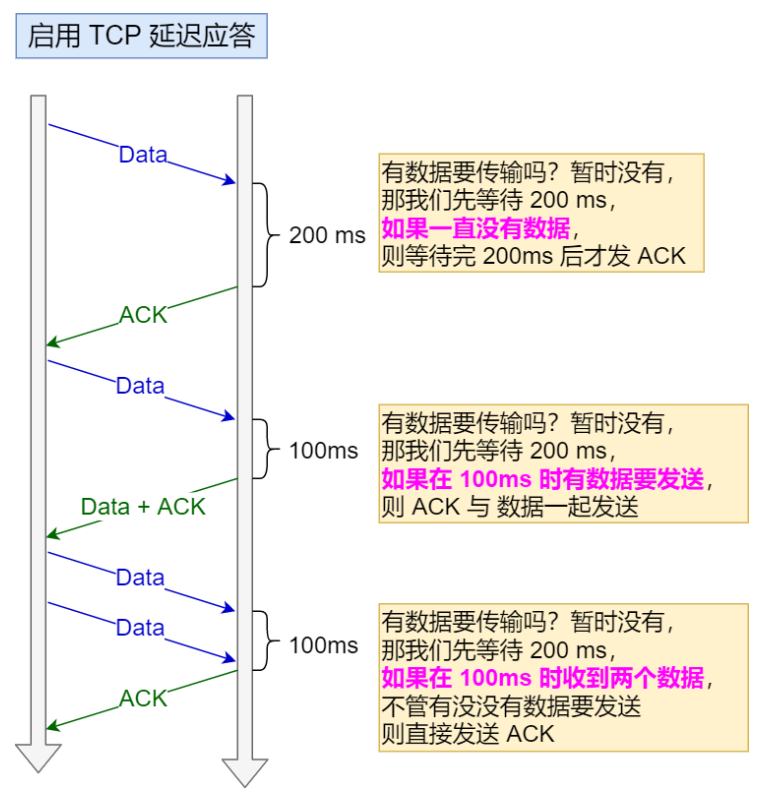 启用 TCP 延迟应答
Data
有数据要传输吗？暂时没有，
那我们先等待 200 ms，
如果一直没有数据，
则等待完 200ms 后才发 ACK
200 ms
ACK
Data
有数据要传输吗？暂时没有，
那我们先等待 200 ms，
如果在 100ms 时有数据要发送，
则 ACK 与 数据一起发送
100ms
Data + ACK
Data
Data
100ms
有数据要传输吗？暂时没有，
那我们先等待 200 ms，
如果在 100ms 时收到两个数据，
不管有没没有数据要发送
则直接发送 ACK
ACK